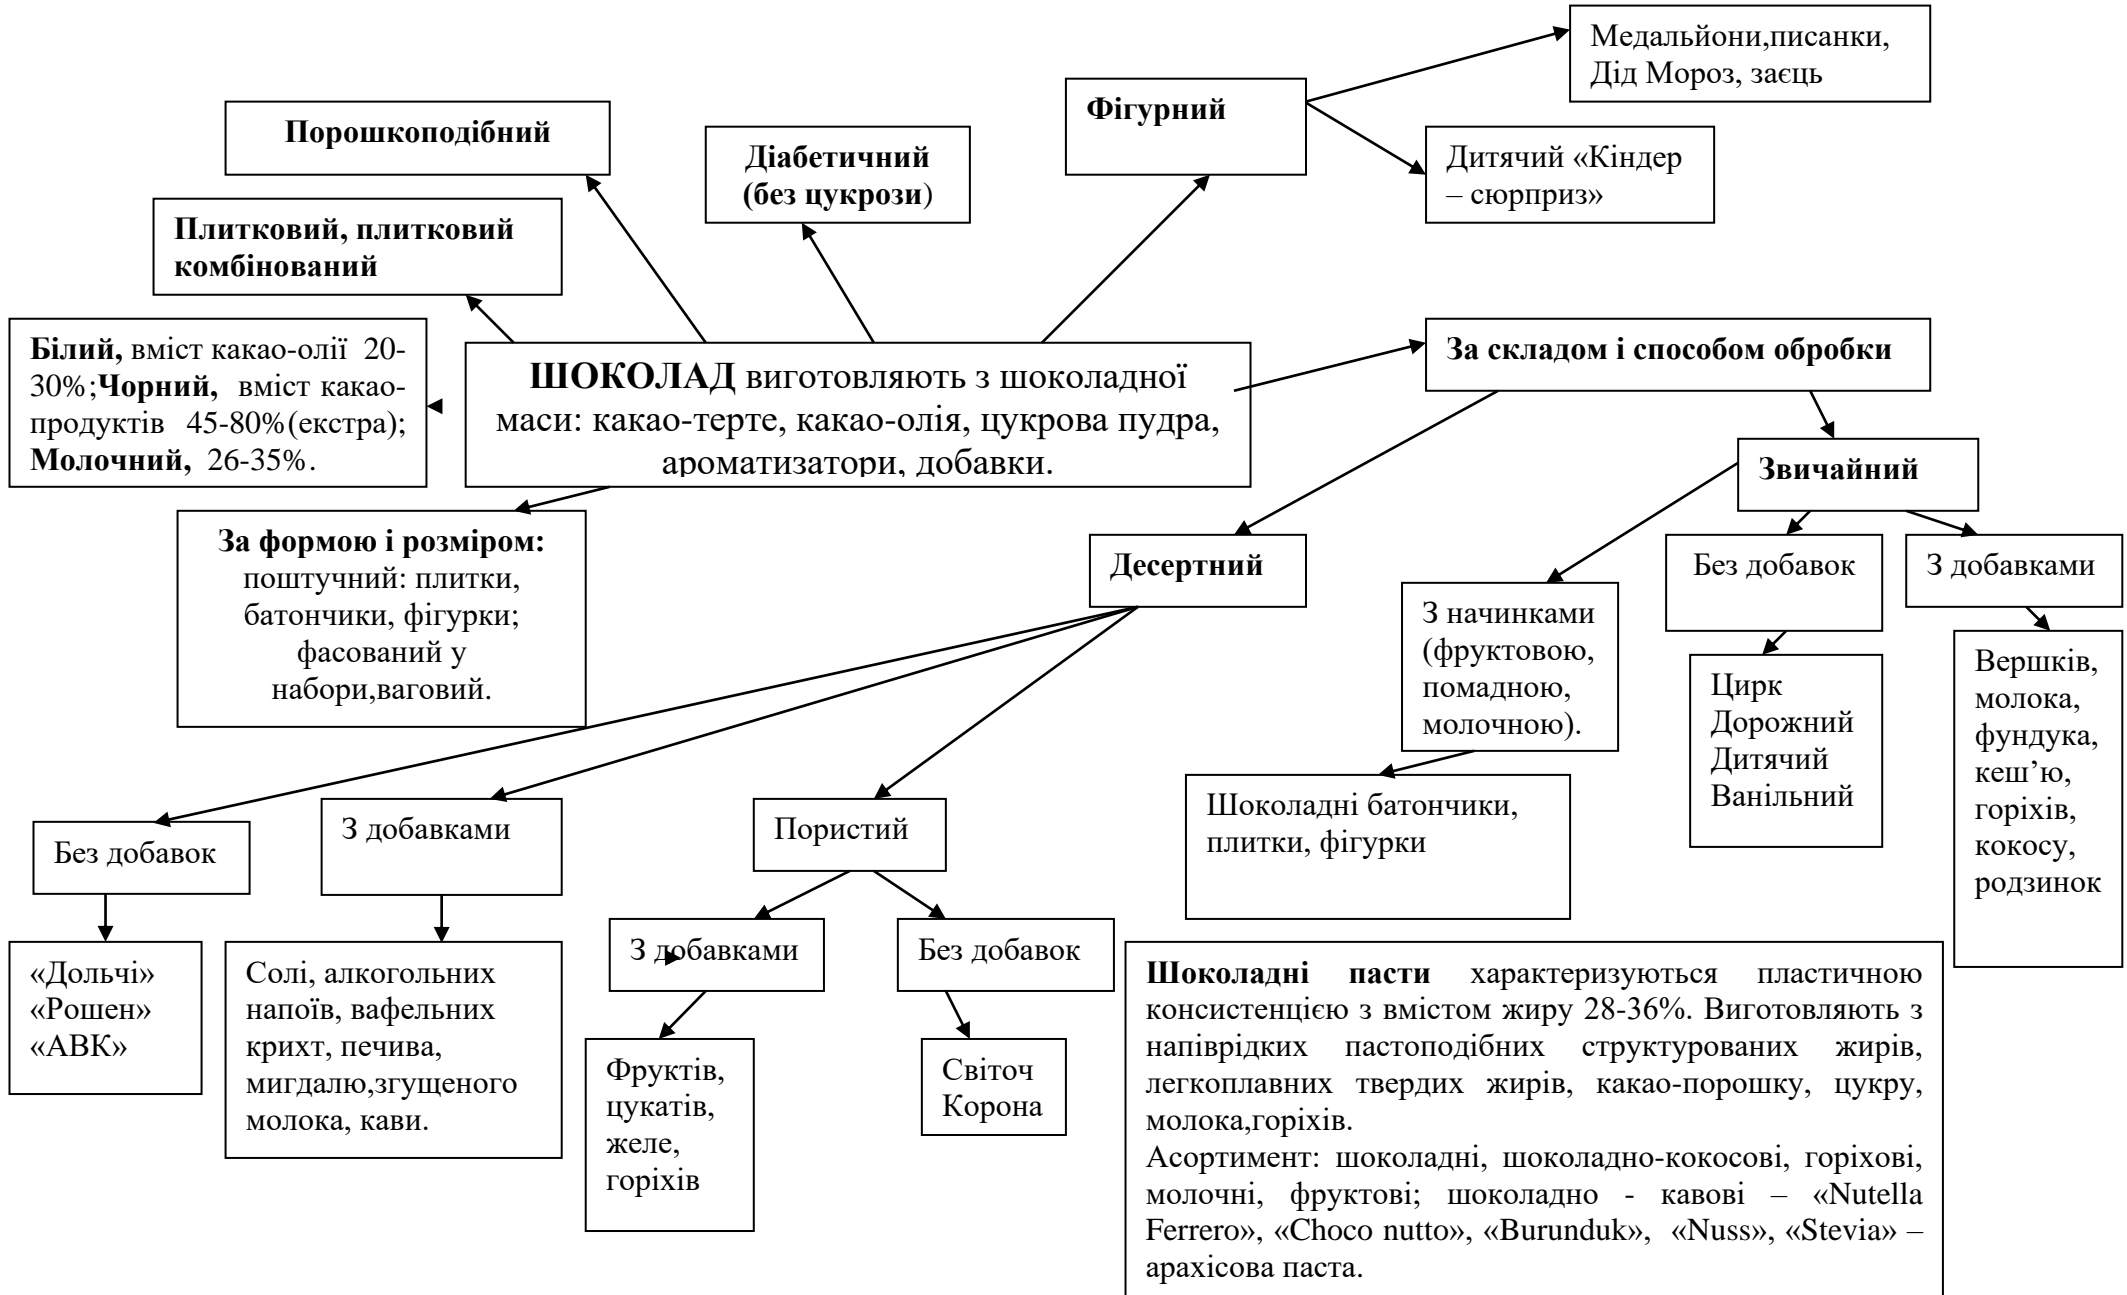 Медальйони,писанки,
Дід Мороз, заєць
Фігурний
Порошкоподібний
Діабетичний
(без цукрози)
Дитячий «Кіндер
– сюрприз»
Плитковий, плитковий
комбінований
Білий, вміст какао-олії 20-
30%;Чорний, вміст какао-
продуктів 45-80%(екстра);
Молочний, 26-35%.
ШОКОЛАД виготовляють з шоколадної
маси: какао-терте, какао-олія, цукрова пудра,
ароматизатори, добавки.
За складом і способом обробки
Звичайний
За формою і розміром:
поштучний: плитки,
батончики, фігурки;
фасований у
набори,ваговий.
Десертний
З начинками
(фруктовою,
помадною,
молочною).
Без добавок
З добавками
Цирк
Дорожний
Дитячий
Ванільний
Вершків,
молока,
фундука,
кеш’ю,
горіхів,
кокосу,
родзинок
Шоколадні батончики,
плитки, фігурки
Без добавок
З добавками
Пористий
З добавками
Без добавок
«Дольчі»
«Рошен»
«АВК»
Солі, алкогольних
напоїв, вафельних
крихт, печива,
мигдалю,згущеного
молока, кави.
Фруктів,
цукатів,
желе,
горіхів
Світоч
Корона
Шоколадні пасти характеризуються пластичною
консистенцією з вмістом жиру 28-36%. Виготовляють з
напіврідких пастоподібних структурованих жирів,
легкоплавних твердих жирів, какао-порошку, цукру,
молока,горіхів.
Асортимент: шоколадні, шоколадно-кокосові, горіхові,
молочні, фруктові; шоколадно - кавові – «Nutella
Ferrero», «Choco nutto», «Burunduk», «Nuss», «Stevia» –
арахісова паста.